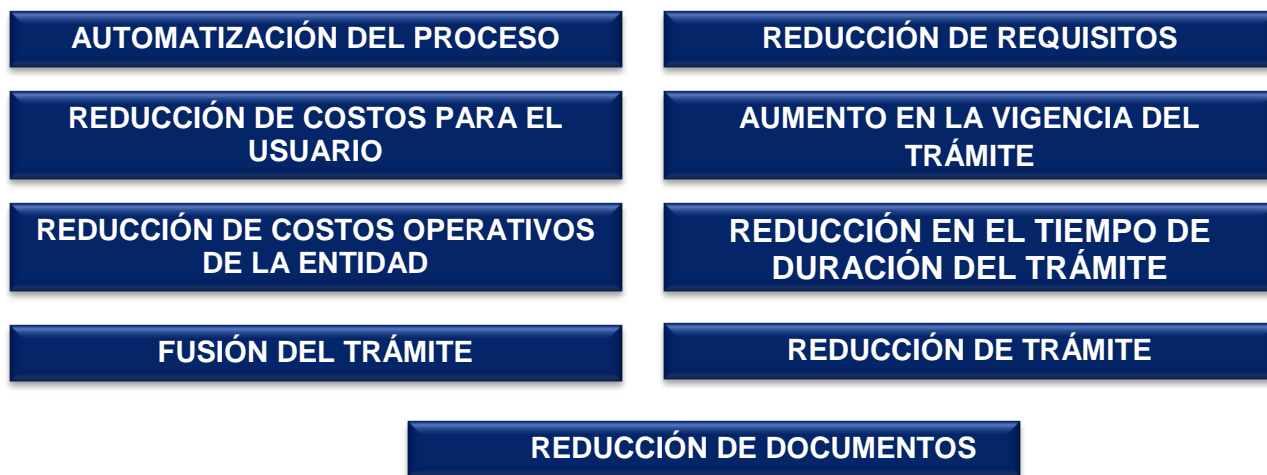 AUTOMATIZACIÓN DEL PROCESO
REDUCCIÓN DE REQUISITOS
REDUCCIÓN DE COSTOS PARA EL
USUARIO
AUMENTO EN LA VIGENCIA DEL
TRÁMITE
REDUCCIÓN DE COSTOS OPERATIVOS
DE LA ENTIDAD
REDUCCIÓN EN EL TIEMPO DE
DURACIÓN DEL TRÁMITE
FUSIÓN DEL TRÁMITE
REDUCCIÓN DE TRÁMITE
REDUCCIÓN DE DOCUMENTOS